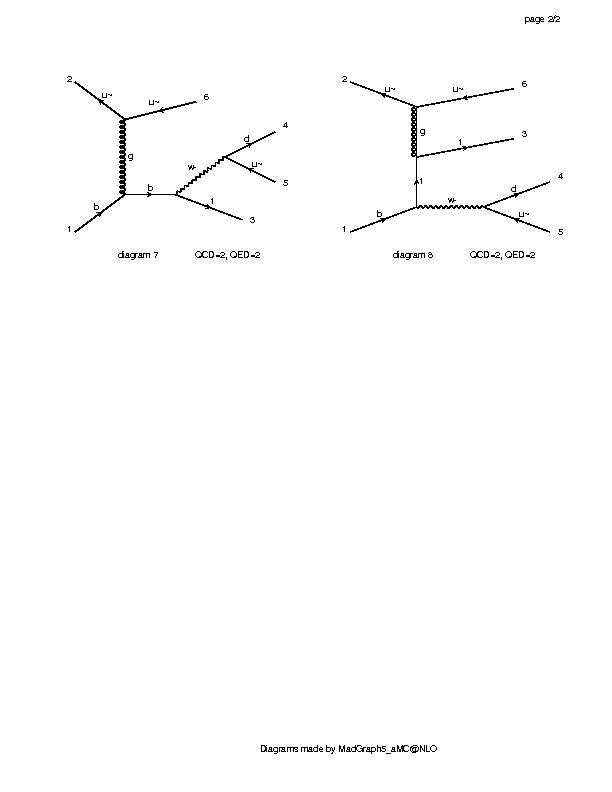 page 2/2
2
u~
u~
6
g
d
4
w-
u~
5
b
b
t
3
1
diagram 7 QCD=2, QED=2
2
u~
u~
6
g
t
3
t
d
4
w-
b
u~
1
5
diagram 8 QCD=2, QED=2
Diagrams made by MadGraph5_aMC@NLO